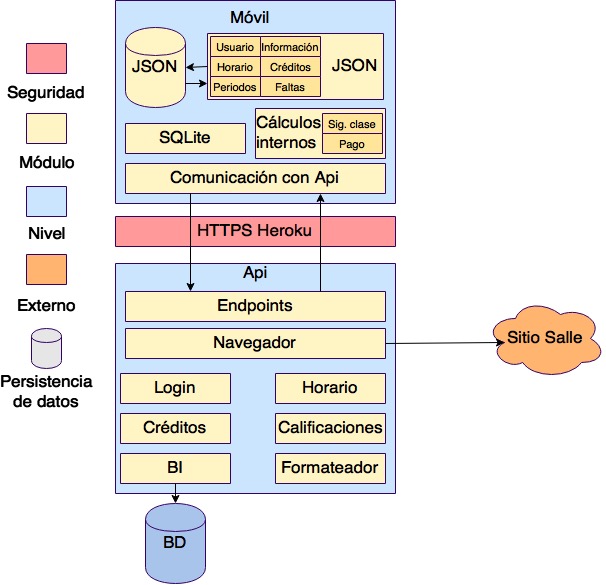 Móvil
JSON
Usuario
Información
Horario
Créditos
Periodos
Faltas
JSON
SQLite
Cálculos
internos
Sig. clase
Pago
Comunicación con Api
HTTPS Heroku
Api
Endpoints
Navegador
Login
Horario
Créditos
Calificaciones
BI
Formateador
BD
Sitio Salle
Seguridad
Módulo
Nivel
Externo
Persistencia
de datos